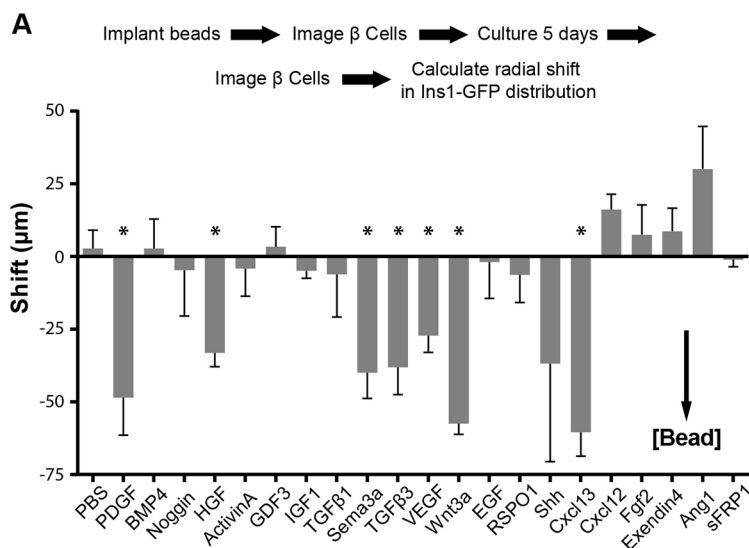 A
Implant beads Image β Cells Culture 5 days
Image β Cells Calculate radial shift
in Ins1-GFP distribution
50
25
0
-25
-50
-75
Shift (µm)
* * * * * * *
[Bead]
PBS
PDGF
BMP4
Noggin
HGF
ActivinA
GDF3
IGF1
TGFβ1
Sema3a
TGFβ3
VEGF
Wnt3a
EGF
RSPO1
Shh
Cxcl13
Cxcl12
Fgf2
Exendin4
Ang1
sFRP1